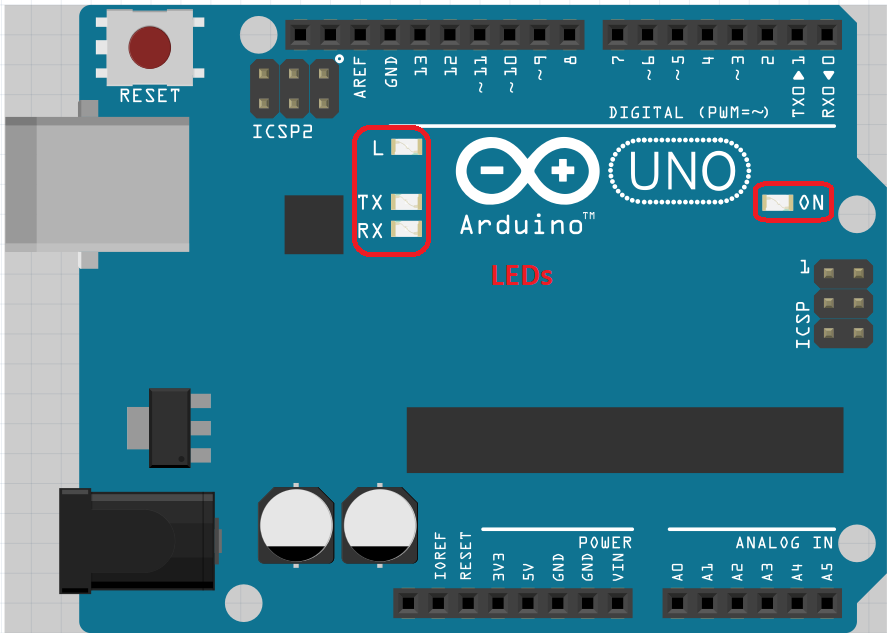 RESET
ICSP2
AREF
GND
13
12
~11
~10
~9
8
7
~6
~5
4
~3
2
TX0▶1
RX0◀0
DIGITAL (PWM=~)
L
TX
RX
Arduino™
UNO
ON
LEDs
1
ICSP
POWER
ANALOG IN
IOREF
RESET
3V3
5V
GND
GND
VIN
A0
A1
A2
A3
A4
A5